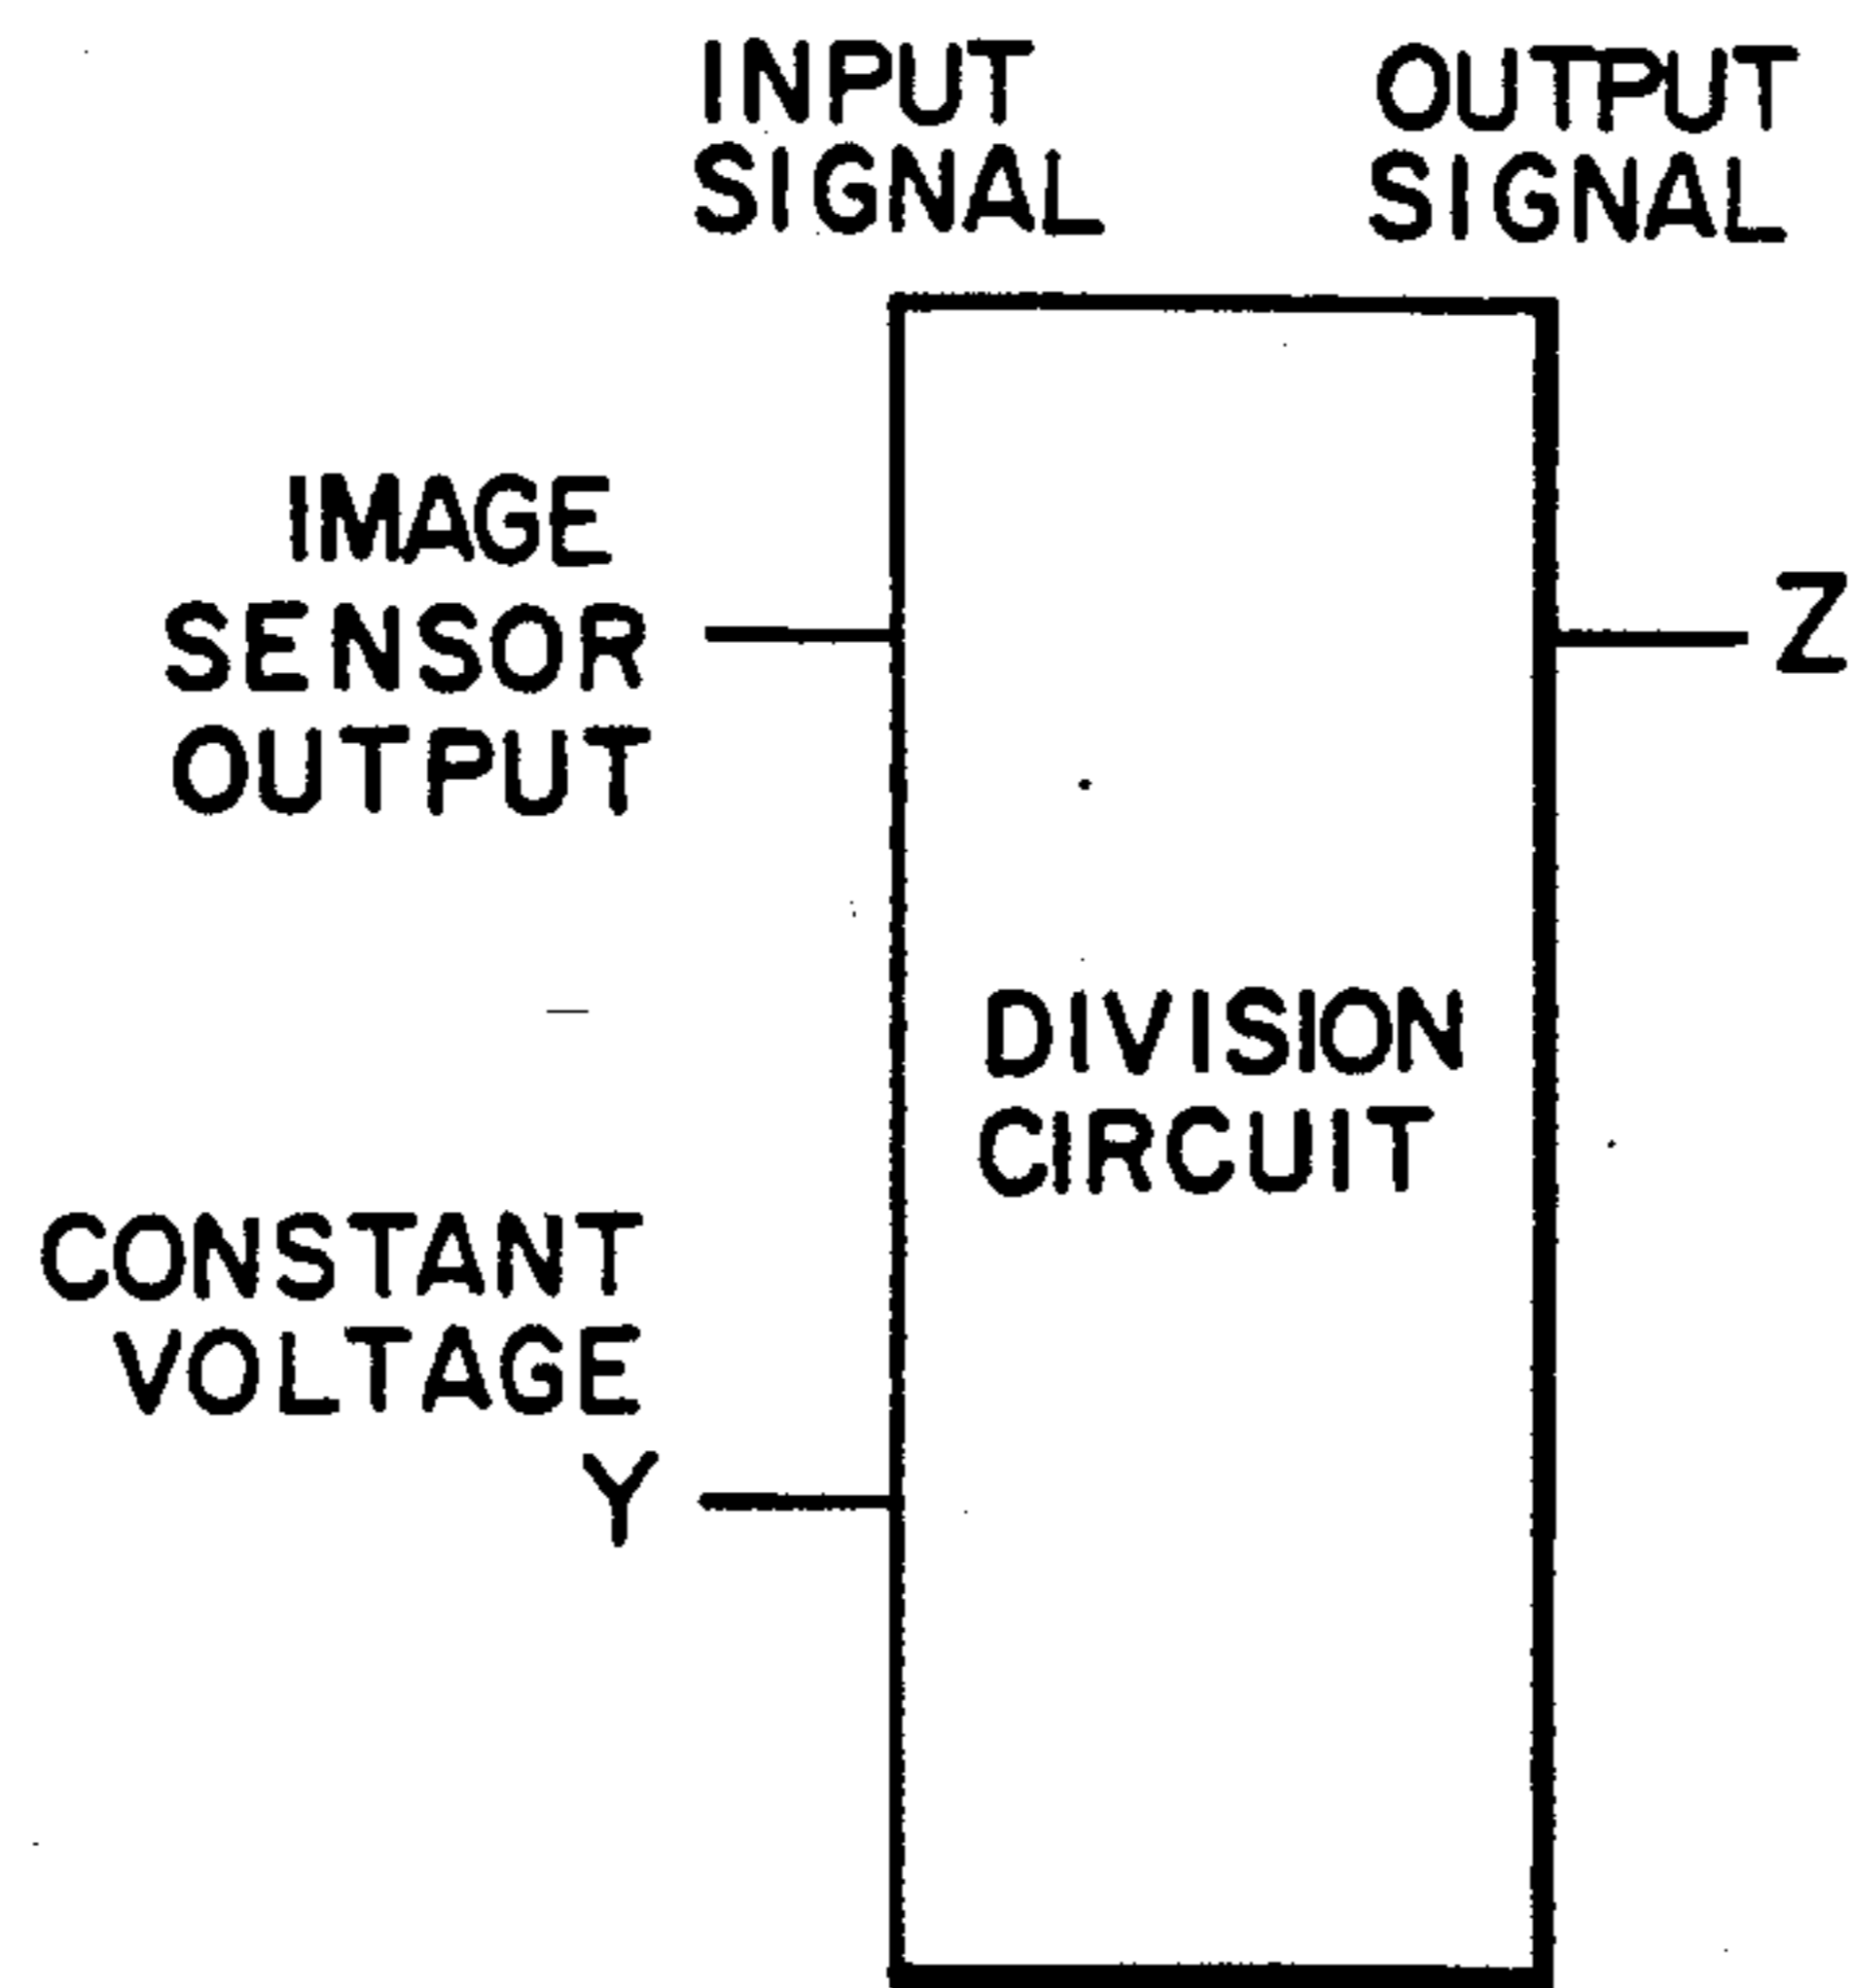 INPUT
SIGNAL
OUTPUT
SIGNAL
IMAGE
SENSOR
OUTPUT
Z
DIVISION
CIRCUIT
CONSTANT
VOLTAGE
Y